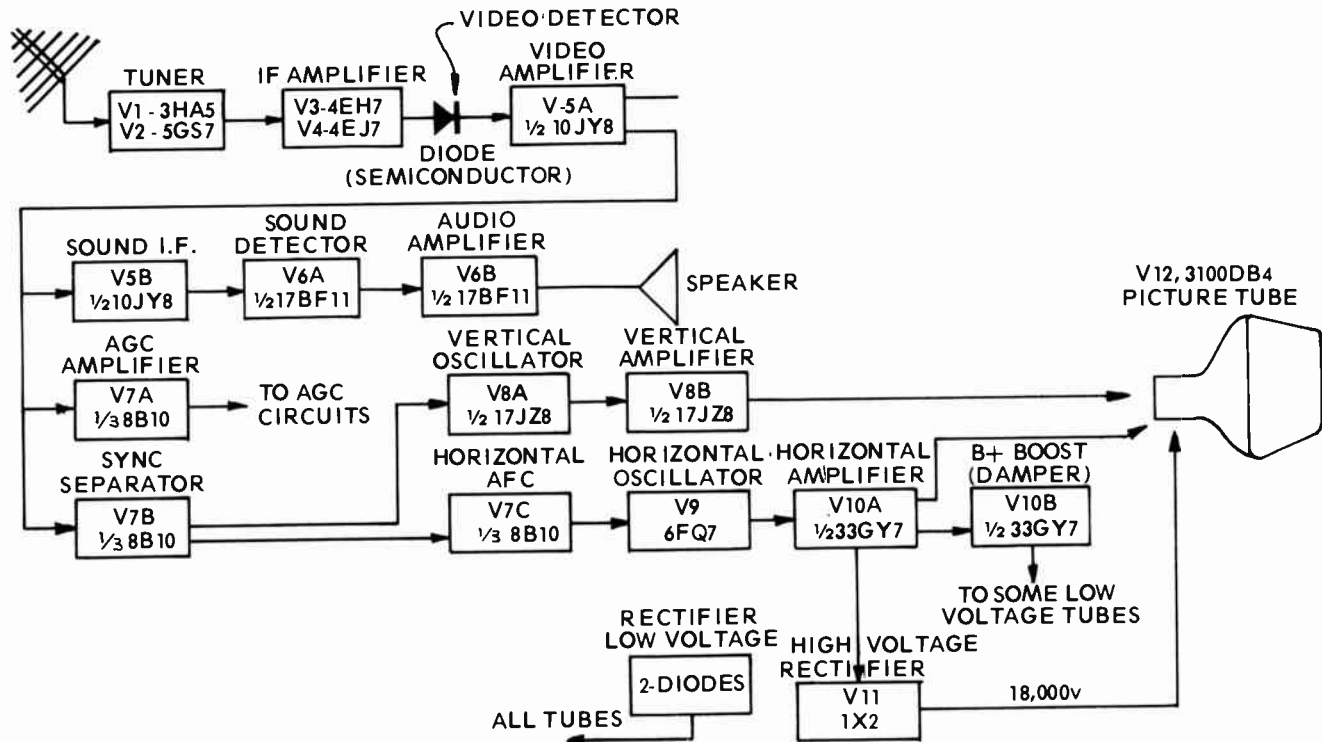 VIDEO DETECTOR
TUNER
V1 - 3HA5
V2 - 5GS7
IF AMPLIFIER
V3-4EH7
V4-4EJ7
DIODE
(SEMICONDUCTOR)
VIDEO
AMPLIFIER
V-5A
½ 10JY8
SOUND I.F.
V5B
½10JY8
SOUND
DETECTOR
V6A
½17BF11
AUDIO
AMPLIFIER
V6B
½ 17BF11
SPEAKER
V12, 3100DB4
PICTURE TUBE
AGC
AMPLIFIER
V7A
⅓8B10
TO AGC
CIRCUITS
VERTICAL
OSCILLATOR
V8A
½ 17JZ8
VERTICAL
AMPLIFIER
V8B
½ 17JZ8
SYNC
SEPARATOR
V7B
⅓ 8B10
HORIZONTAL
AFC
V7C
⅓ 8B10
HORIZONTAL
OSCILLATOR
V9
6FQ7
HORIZONTAL
AMPLIFIER
V10A
½33GY7
B+ BOOST
(DAMPER)
V10B
½ 33GY7
TO SOME LOW
VOLTAGE TUBES
RECTIFIER
LOW VOLTAGE
2-DIODES
ALL TUBES
HIGH VOLTAGE
RECTIFIER
V11
1X2
18,000v